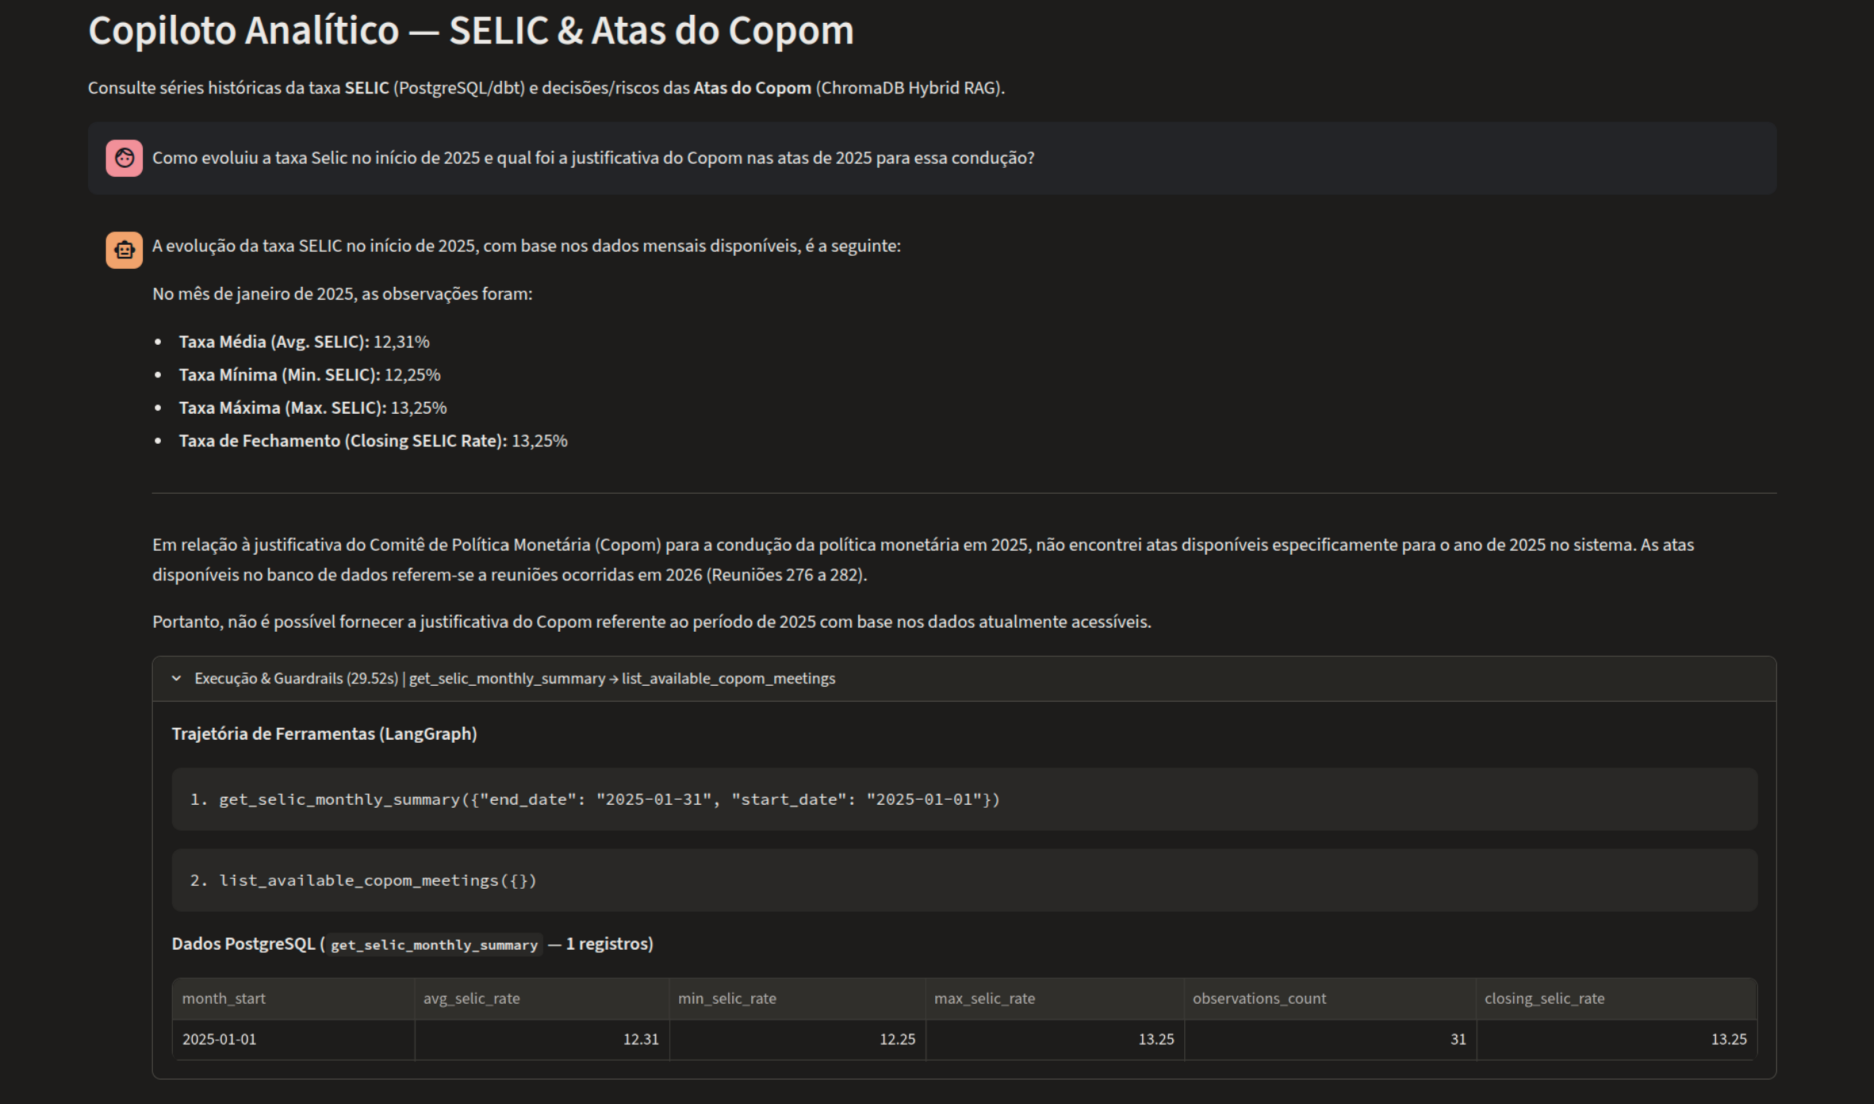 Copiloto Analítico — SELIC & Atas do Copom
Consulte séries históricas da taxa SELIC (PostgreSQL/dbt) e decisões/riscos das Atas do Copom (ChromaDB Hybrid RAG).
Como evoluiu a taxa Selic no início de 2025 e qual foi a justificativa do Copom nas atas de 2025 para essa condução?
A evolução da taxa SELIC no início de 2025, com base nos dados mensais disponíveis, é a seguinte:
No mês de janeiro de 2025, as observações foram:
• Taxa Média (Avg. SELIC): 12,31%
• Taxa Mínima (Min. SELIC): 12,25%
• Taxa Máxima (Max. SELIC): 13,25%
• Taxa de Fechamento (Closing SELIC Rate): 13,25%
Em relação à justificativa do Comitê de Política Monetária (Copom) para a condução da política monetária em 2025, não encontrei atas disponíveis especificamente para o ano de 2025 no sistema. As atas
disponíveis no banco de dados referem-se a reuniões ocorridas em 2026 (Reuniões 276 a 282).
Portanto, não é possível fornecer a justificativa do Copom referente ao período de 2025 com base nos dados atualmente acessíveis.
Execução & Guardrails (29.52s) | get_selic_monthly_summary → list_available_copom_meetings
Trajetória de Ferramentas (LangGraph)
1. get_selic_monthly_summary({"end_date": "2025-01-31", "start_date": "2025-01-01"})
2. list_available_copom_meetings({})
Dados PostgreSQL ( get_selic_monthly_summary — 1 registros)
month_start avg_selic_rate min_selic_rate max_selic_rate observations_count closing_selic_rate
2025-01-01 12.31 12.25 13.25 31 13.25